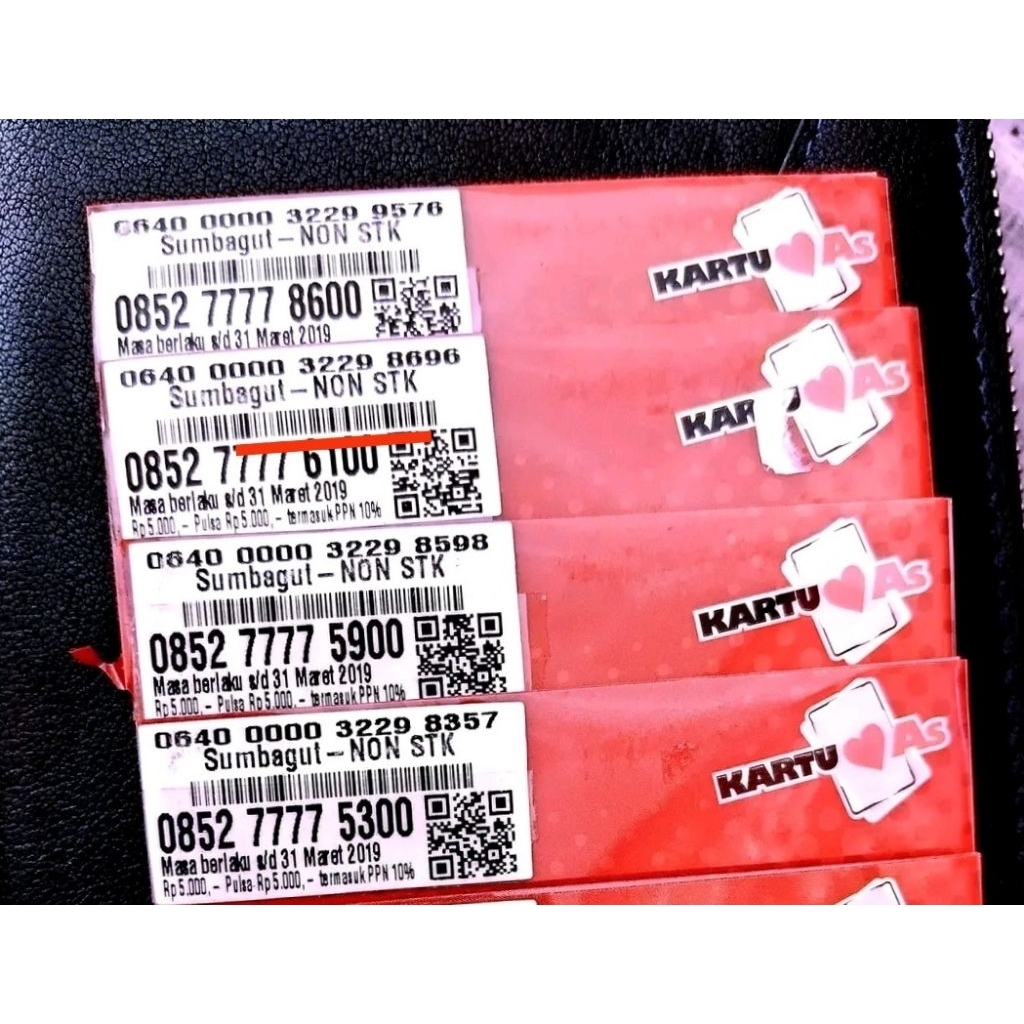 0640 0000 3229 9576
Sumbagut – NON STK
0852 7777 8600
Masa berlaku s/d 31 Maret 2019
KARTU As
0640 0000 3229 8696
Sumbagut – NON STK
0852 7777 6100
Masa berlaku s/d 31 Maret 2019
Rp 5.000,- Pulsa Rp 5.000,- termasuk PPN 10%
KAR U As
0640 0000 3229 8598
Sumbagut – NON STK
0852 7777 5900
Masa berlaku s/d 31 Maret 2019
Rp 5.000,- Pulsa Rp 5.000,- termasuk PPN 10%
KARTU As
0640 0000 3229 8357
Sumbagut – NON STK
0852 7777 5300
Masa berlaku s/d 31 Maret 2019
Rp 5.000,- Pulsa Rp 5.000,- termasuk PPN 10%
KARTU As